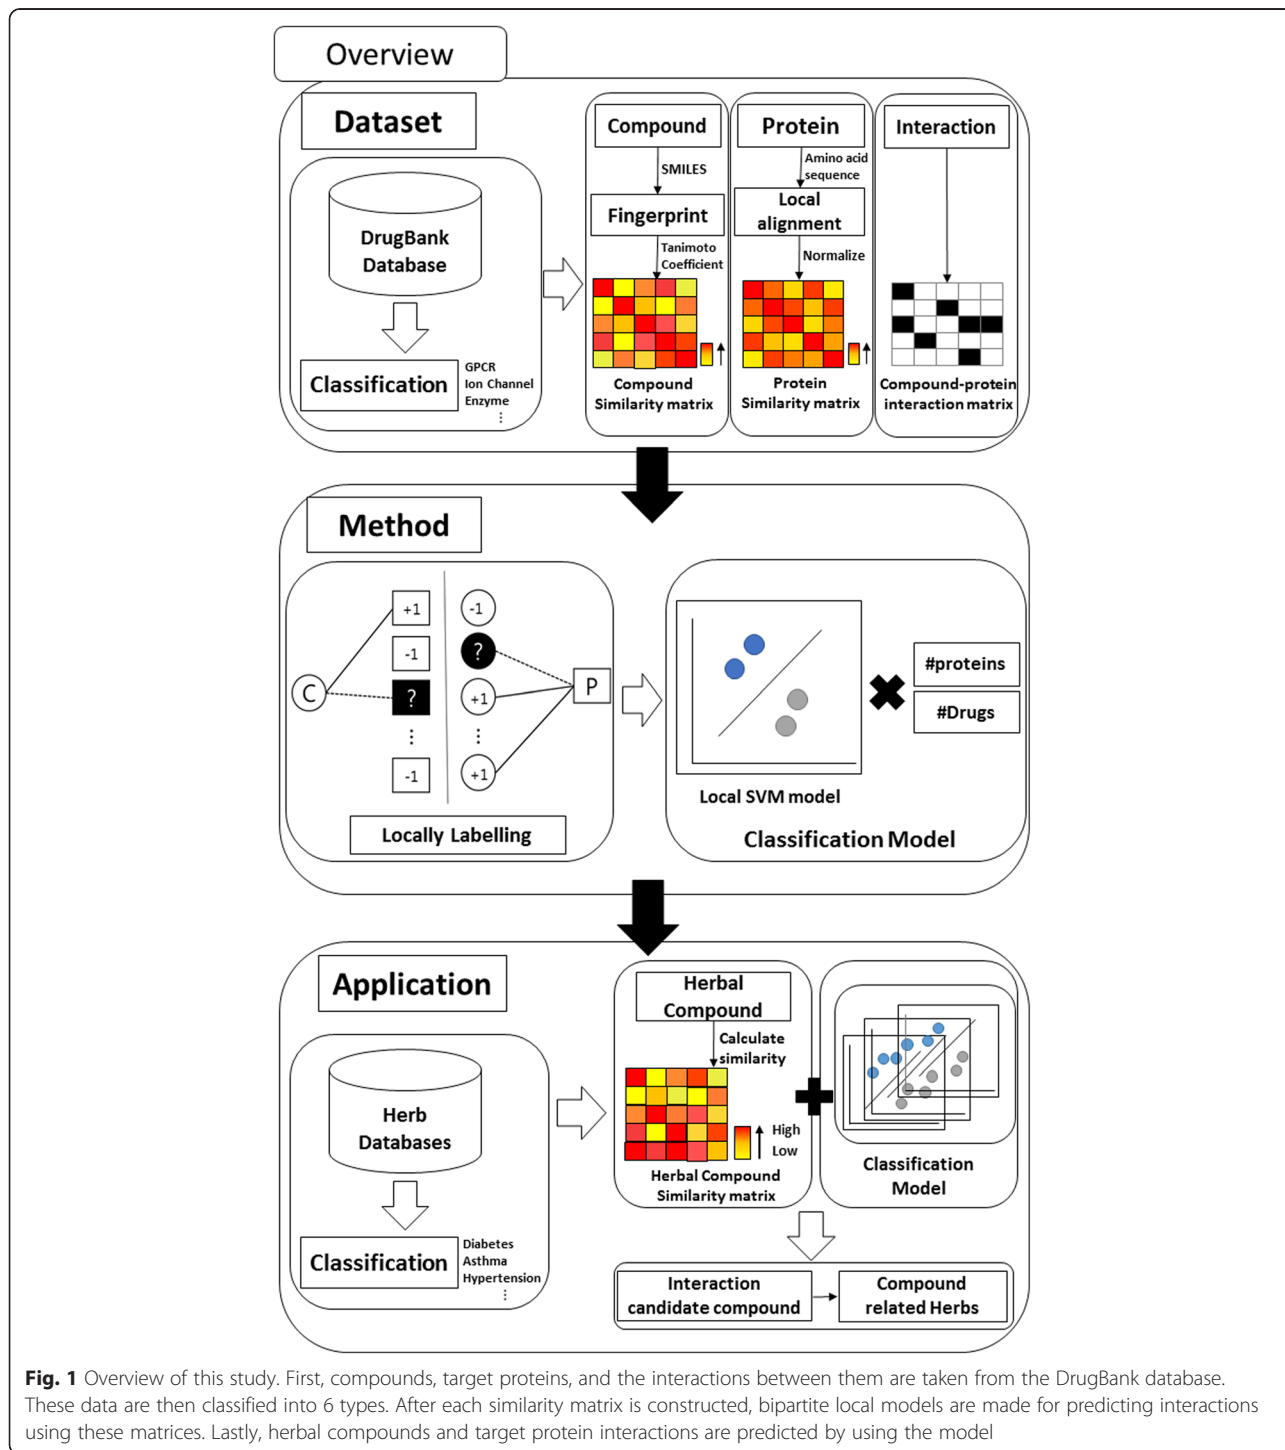 Overview
Dataset
DrugBank
Database
Classification
GPCR
Ion Channel
Enzyme
⋮
Compound
SMILES
Fingerprint
Tanimoto
Coefficient
Compound
Similarity matrix
Protein
Amino acid
sequence
Local
alignment
Normalize
Protein
Similarity matrix
Interaction
Compound-protein
interaction matrix
Method
C
+1
-1
?
⋮
-1
-1
?
+1
⋮
+1
P
Locally Labelling
Local SVM model
#proteins
#Drugs
Classification Model
Application
Herb
Databases
Classification
Diabetes
Asthma
Hypertension
⋮
Herbal
Compound
Calculate
similarity
High
Low
Herbal Compound
Similarity matrix
Classification
Model
Interaction
candidate compound
Compound
related Herbs
Fig. 1 Overview of this study. First, compounds, target proteins, and the interactions between them are taken from the DrugBank database.
These data are then classified into 6 types. After each similarity matrix is constructed, bipartite local models are made for predicting interactions
using these matrices. Lastly, herbal compounds and target protein interactions are predicted by using the model